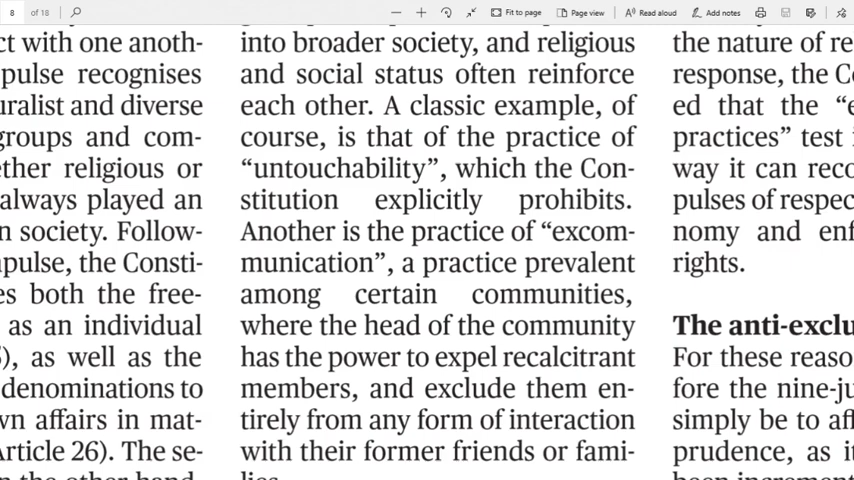 8 of 18
Fit to page
Page view
Read aloud
Add notes
ct with one anoth-
pulse recognises
uralist and diverse
groups and com-
ether religious or
always played an
n society. Follow-
pulse, the Consti-
es both the free-
as an individual
), as well as the
denominations to
wn affairs in mat-
Article 26). The se-
into broader society, and religious
and social status often reinforce
each other. A classic example, of
course, is that of the practice of
“untouchability”, which the Con-
stitution explicitly prohibits.
Another is the practice of “excom-
munication”, a practice prevalent
among certain communities,
where the head of the community
has the power to expel recalcitrant
members, and exclude them en-
tirely from any form of interaction
with their former friends or fami-
lies.
the nature of re
response, the Co
ed that the “e
practices” test i
way it can reco
pulses of respec
nomy and enf
rights.
The anti-exclu
For these reaso
fore the nine-ju
simply be to aff
prudence, as it
been increment